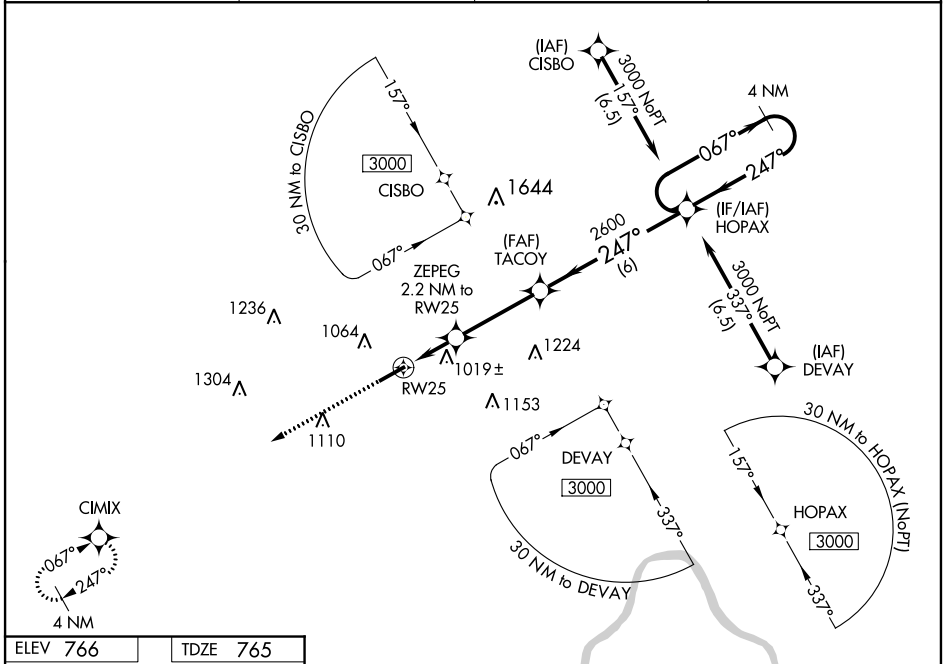 (IAF)
CISBO
3000 NoPT
157°
(6.5)
4 NM
067°
247°
(IF/IAF)
HOPAX
30 NM to CISBO
157°
3000
CISBO
067°
1644
2600
247°
(6)
(FAF)
TACOY
ZEPEG
2.2 NM to
RW25
3000 NoPT
337°
(6.5)
(IAF)
DEVAY
1236
1064
1224
1019±
1304
RW25
1153
1110
067°
DEVAY
3000
337°
30 NM to DEVAY
30 NM to HOPAX (NoPT)
157°
HOPAX
3000
337°
CIMIX
067°
247°
4 NM
ELEV 766
TDZE 765